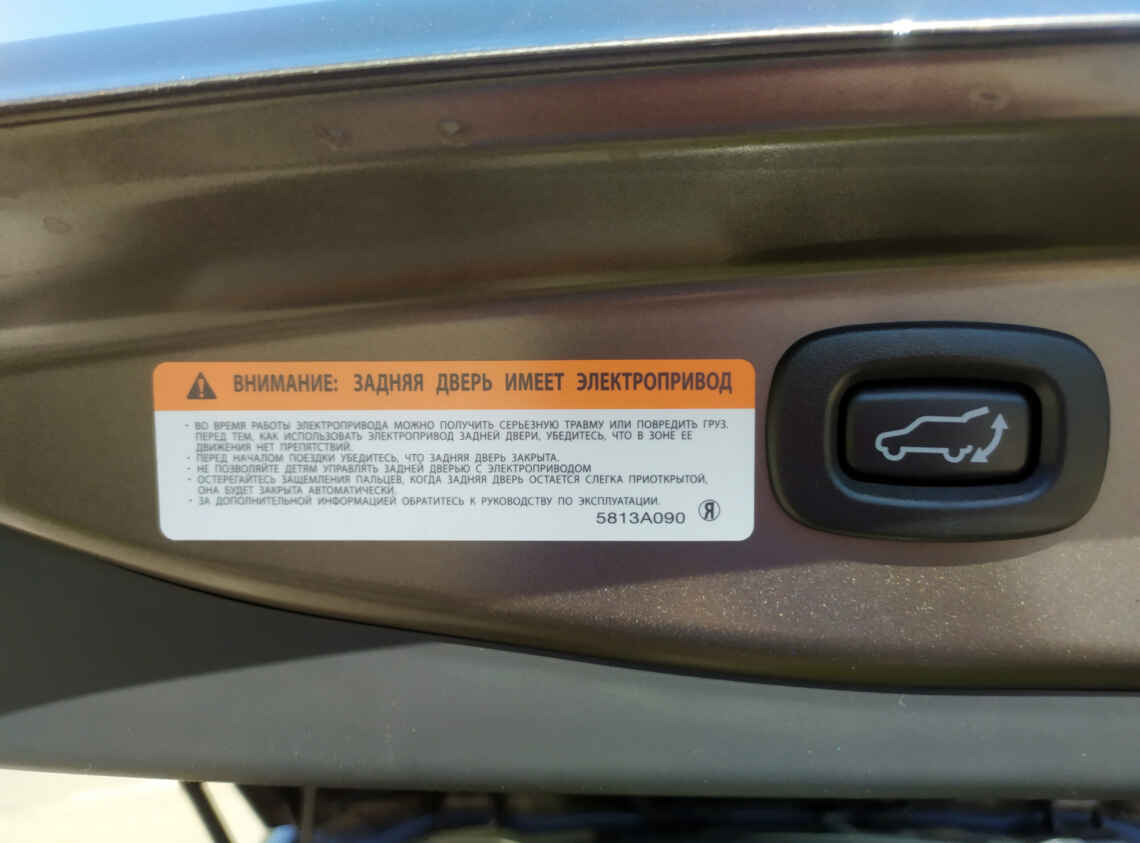 ВНИМАНИЕ: ЗАДНЯЯ ДВЕРЬ ИМЕЕТ ЭЛЕКТРОПРИВОД
- ВО ВРЕМЯ РАБОТЫ ЭЛЕКТРОПРИВОДА МОЖНО ПОЛУЧИТЬ СЕРЬЕЗНУЮ ТРАВМУ ИЛИ ПОВРЕДИТЬ ГРУЗ.
ПЕРЕД ТЕМ, КАК ИСПОЛЬЗОВАТЬ ЭЛЕКТРОПРИВОД ЗАДНЕЙ ДВЕРИ, УБЕДИТЕСЬ, ЧТО В ЗОНЕ ЕЕ
ДВИЖЕНИЯ НЕТ ПРЕПЯТСТВИЙ.
- ПЕРЕД НАЧАЛОМ ПОЕЗДКИ УБЕДИТЕСЬ, ЧТО ЗАДНЯЯ ДВЕРЬ ЗАКРЫТА.
- НЕ ПОЗВОЛЯЙТЕ ДЕТЯМ УПРАВЛЯТЬ ЗАДНЕЙ ДВЕРЬЮ С ЭЛЕКТРОПРИВОДОМ
- ОСТЕРЕГАЙТЕСЬ ЗАЩЕМЛЕНИЯ ПАЛЬЦЕВ, КОГДА ЗАДНЯЯ ДВЕРЬ ОСТАЕТСЯ СЛЕГКА ПРИОТКРЫТОЙ,
ОНА БУДЕТ ЗАКРЫТА АВТОМАТИЧЕСКИ.
- ЗА ДОПОЛНИТЕЛЬНОЙ ИНФОРМАЦИЕЙ ОБРАТИТЕСЬ К РУКОВОДСТВУ ПО ЭКСПЛУАТАЦИИ.
5813A090 Я